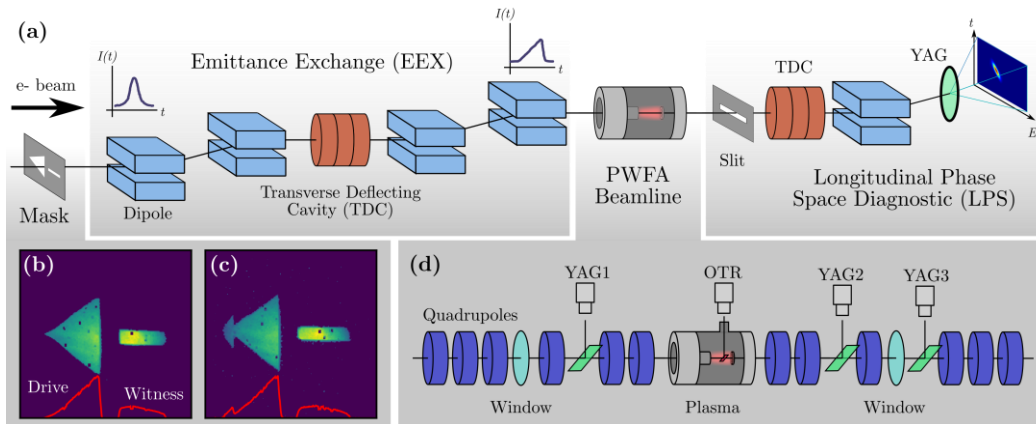 (a)
I(t)
t
Emittance Exchange (EEX)
I(t)
t
e- beam
Mask
Dipole
Transverse Deflecting
Cavity (TDC)
PWFA
Beamline
Slit
TDC
YAG
t
E
Longitudinal Phase
Space Diagnostic (LPS)
(b)
Drive
Witness
(c)
(d)
YAG1
OTR
YAG2
YAG3
Quadrupoles
Window
Plasma
Window